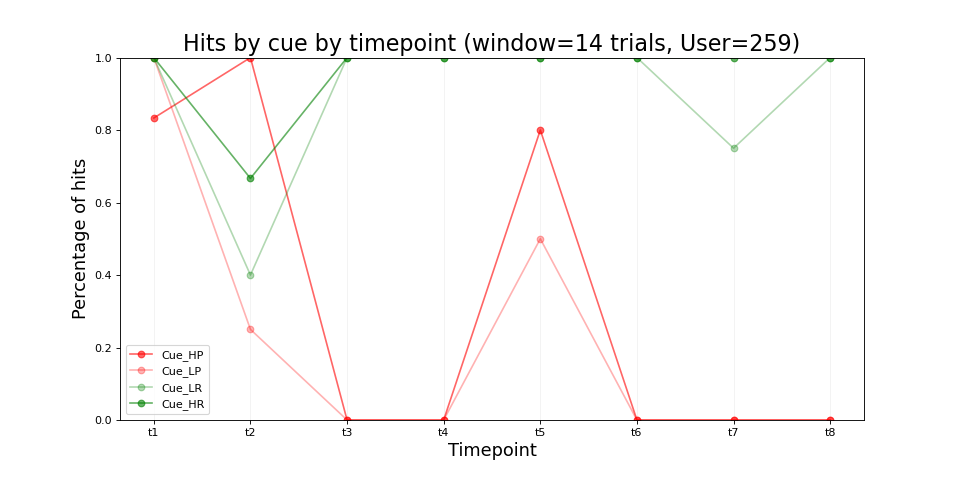 Hits by cue by timepoint (window=14 trials, User=259)
Percentage of hits
1.0
0.8
0.6
0.4
0.2
0.0
Cue_HP
Cue_LP
Cue_LR
Cue_HR
t1 t2 t3 t4 t5 t6 t7 t8
Timepoint